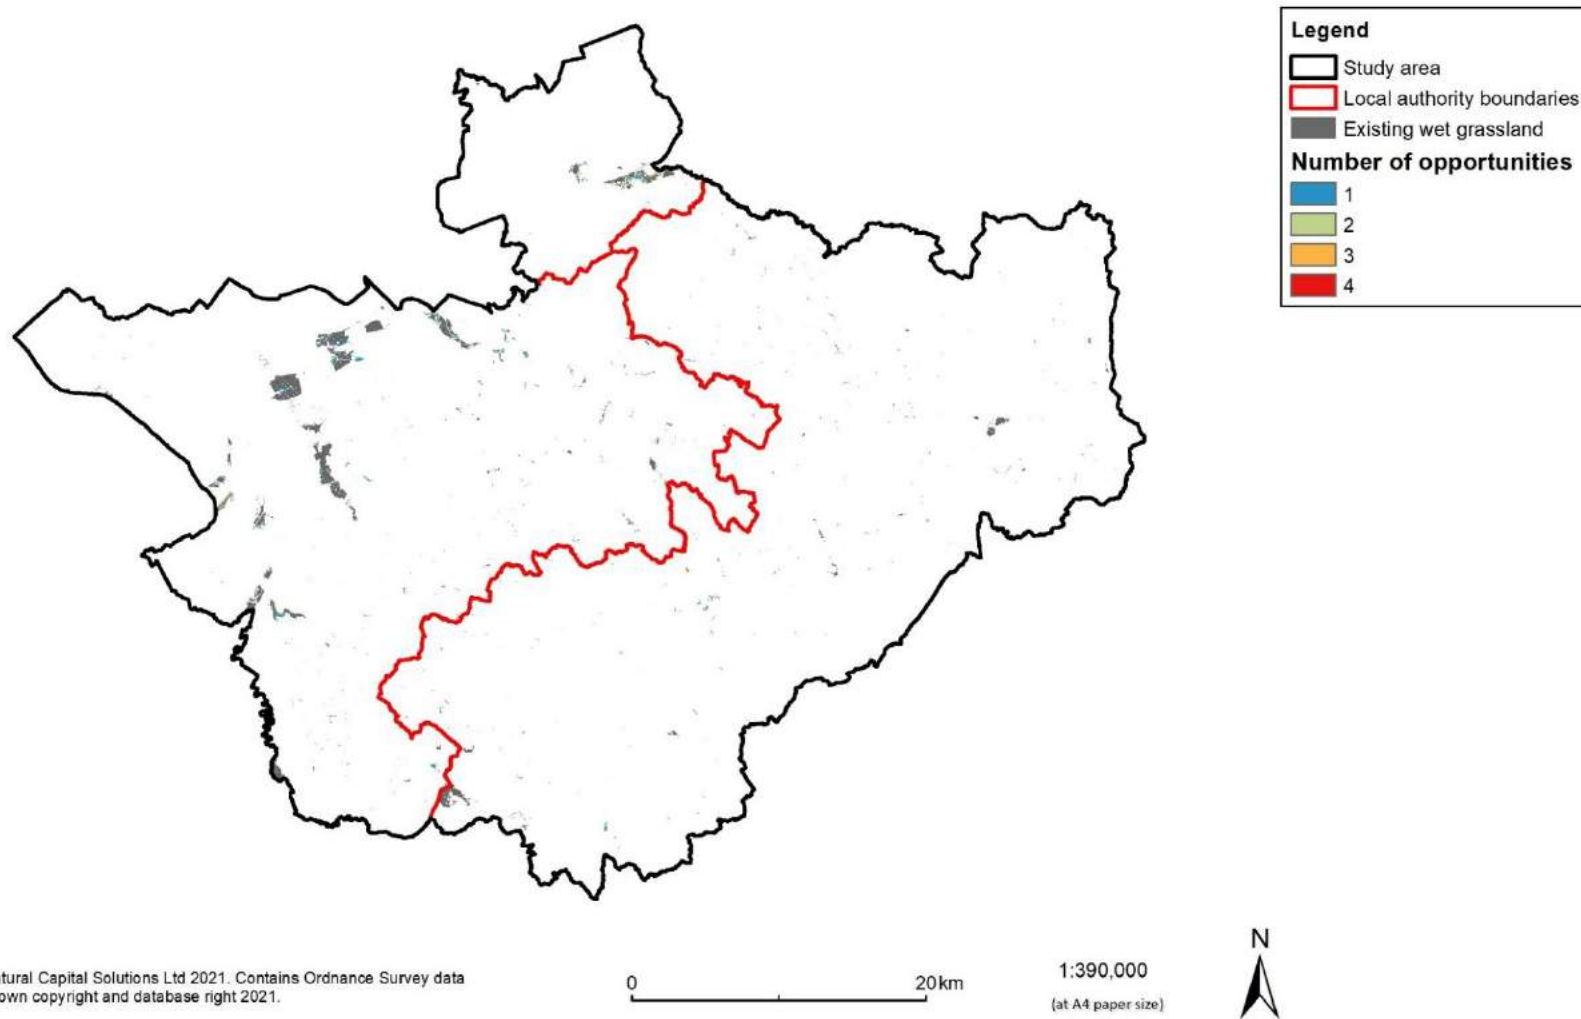 Legend
Study area
Local authority boundaries
Existing wet grassland
Number of opportunities
1
2
3
4
tural Capital Solutions Ltd 2021. Contains Ordnance Survey data
own copyright and database right 2021.
0 20km
1:390,000
(at A4 paper size)
N